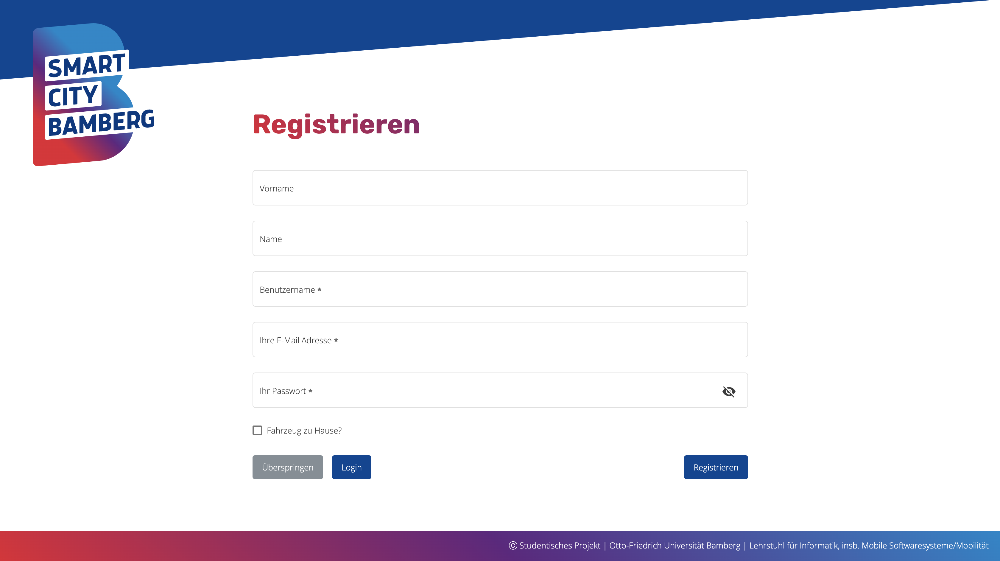 SMART
CITY
BAMBERG
Registrieren
Vorname
Name
Benutzername *
Ihre E-Mail Adresse *
Ihr Passwort *
Fahrzeug zu Hause?
Überspringen Login Registrieren
© Studentisches Projekt | Otto-Friedrich Universität Bamberg | Lehrstuhl für Informatik, insb. Mobile Softwaresysteme/Mobilität